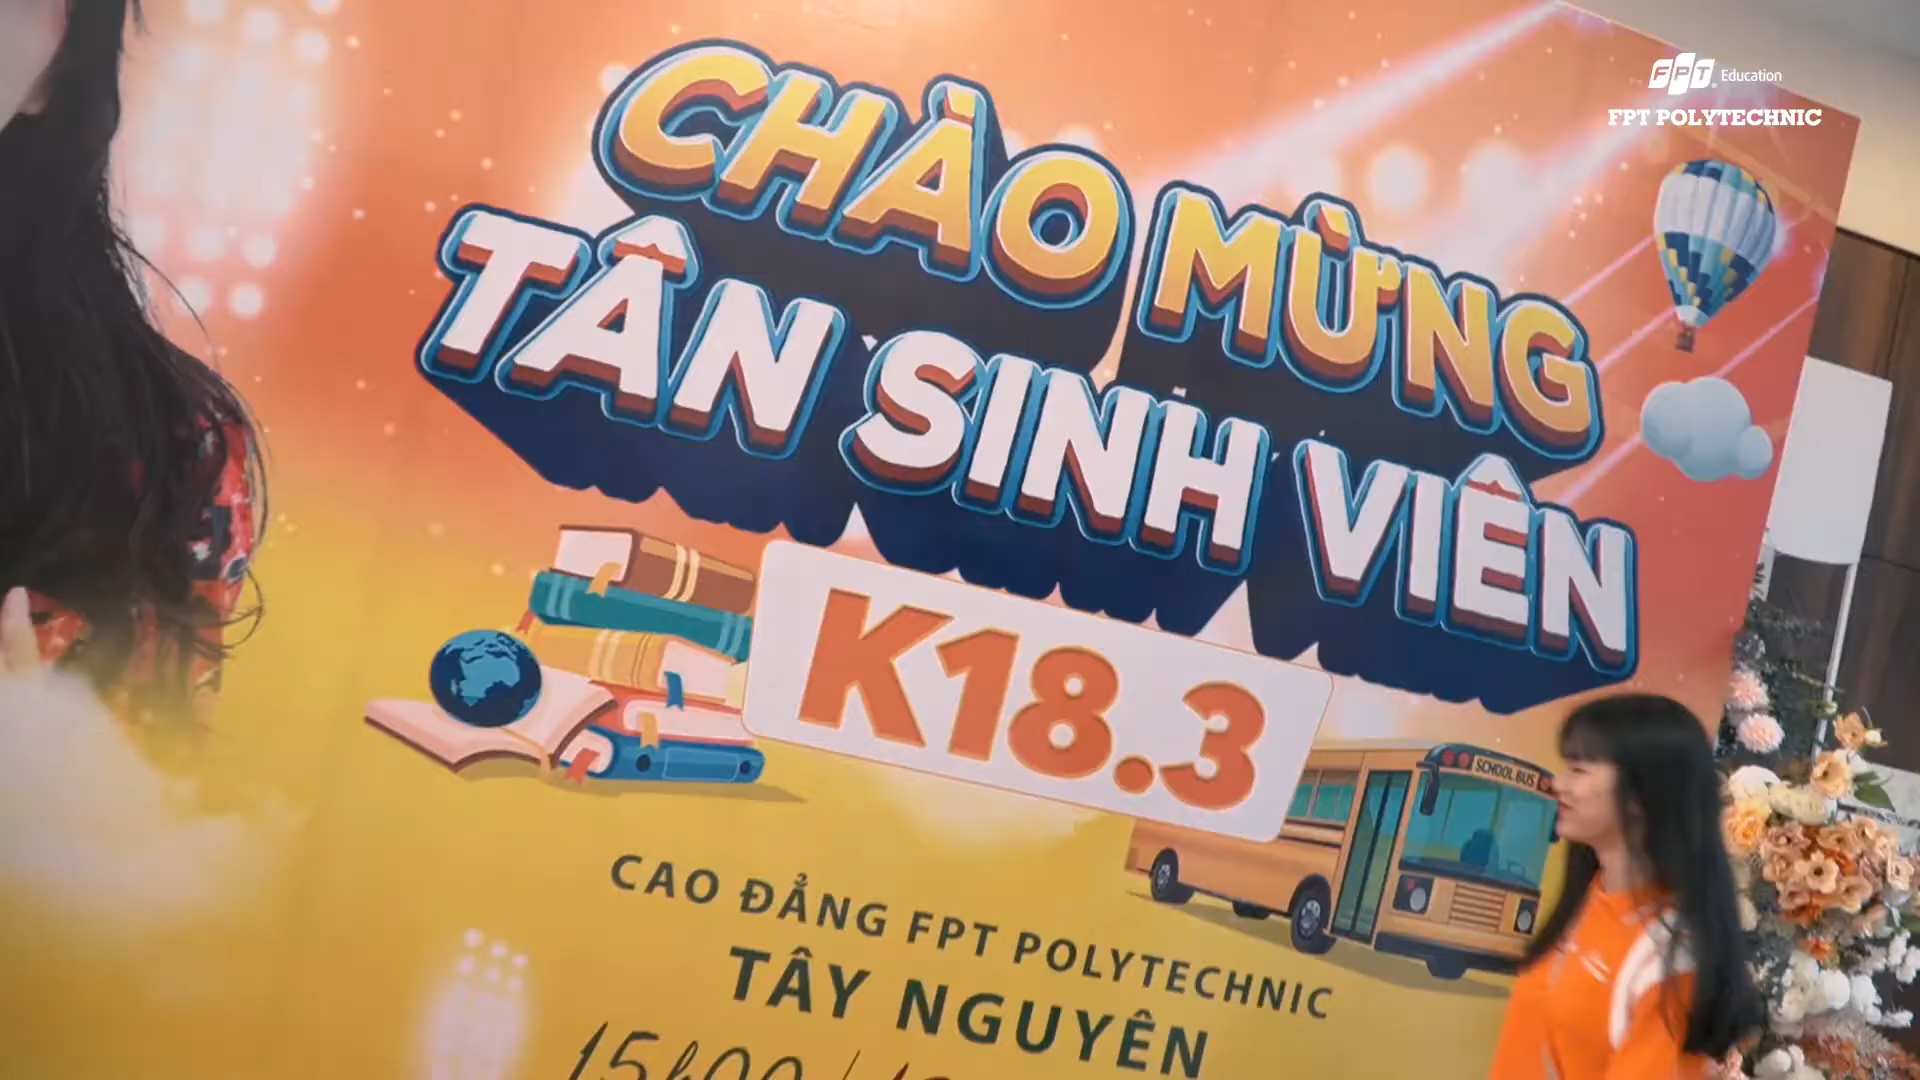 FPT Education
FPT POLYTECHNIC
CHÀO MỪNG
TÂN SINH VIÊN
K18.3
SCHOOL BUS
CAO ĐẲNG FPT POLYTECHNIC
TÂY NGUYÊN
15h00